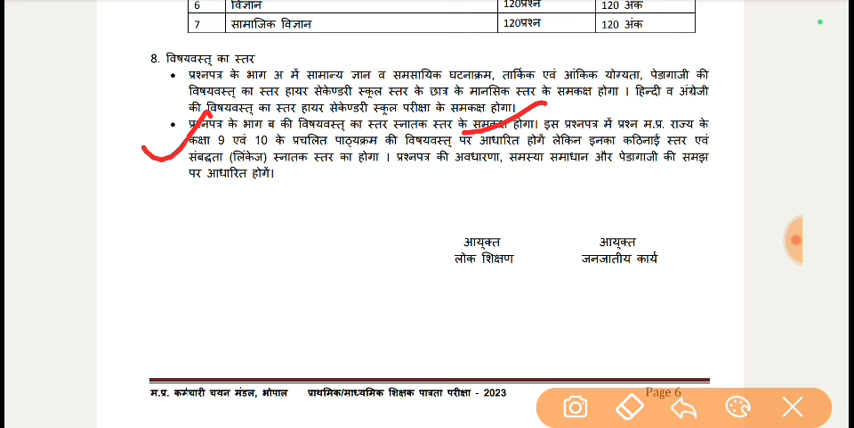 6 विज्ञान 120प्रश्न 120 अंक
7 सामाजिक विज्ञान 120प्रश्न 120 अंक
8. विषयवस्तु का स्तर
• प्रश्नपत्र के भाग अ में सामान्य ज्ञान व समसायिक घटनाक्रम, तार्किक एवं आंकिक योग्यता, पेडागाजी की
विषयवस्तु का स्तर हायर सेकेण्डरी स्कूल स्तर के छात्र के मानसिक स्तर के समकक्ष होगा । हिन्दी व अंग्रेजी
की विषयवस्तु का स्तर हायर सेकेण्डरी स्कूल परीक्षा के समकक्ष होगा।
• प्रश्नपत्र के भाग ब की विषयवस्तु का स्तर स्नातक स्तर के समकक्ष होगा। इस प्रश्नपत्र में प्रश्न म.प्र. राज्य के
कक्षा 9 एवं 10 के प्रचलित पाठ्यक्रम की विषयवस्तु पर आधारित होगें लेकिन इनका कठिनाई स्तर एवं
संबद्धता (लिंकेज) स्नातक स्तर का होगा । प्रश्नपत्र की अवधारणा, समस्या समाधान और पेडागाजी की समझ
पर आधारित होगें।
आयुक्त आयुक्त
लोक शिक्षण जनजातीय कार्य
म.प्र. कर्मचारी चयन मंडल, भोपाल प्राथमिक/माध्यमिक शिक्षक पात्रता परीक्षा - 2023 Page 6